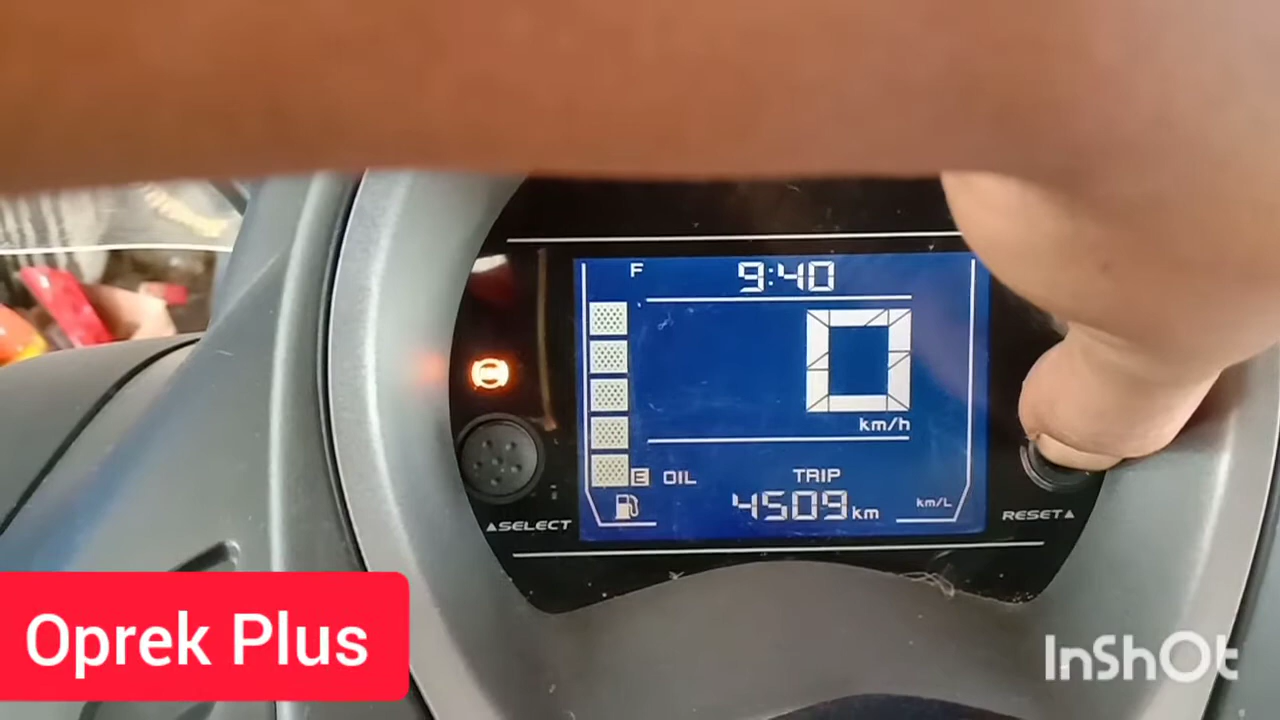 F
9:40
0
km/h
E OIL
TRIP
4509 km
km/L
▲SELECT
RESET▲
Oprek Plus
InShOt